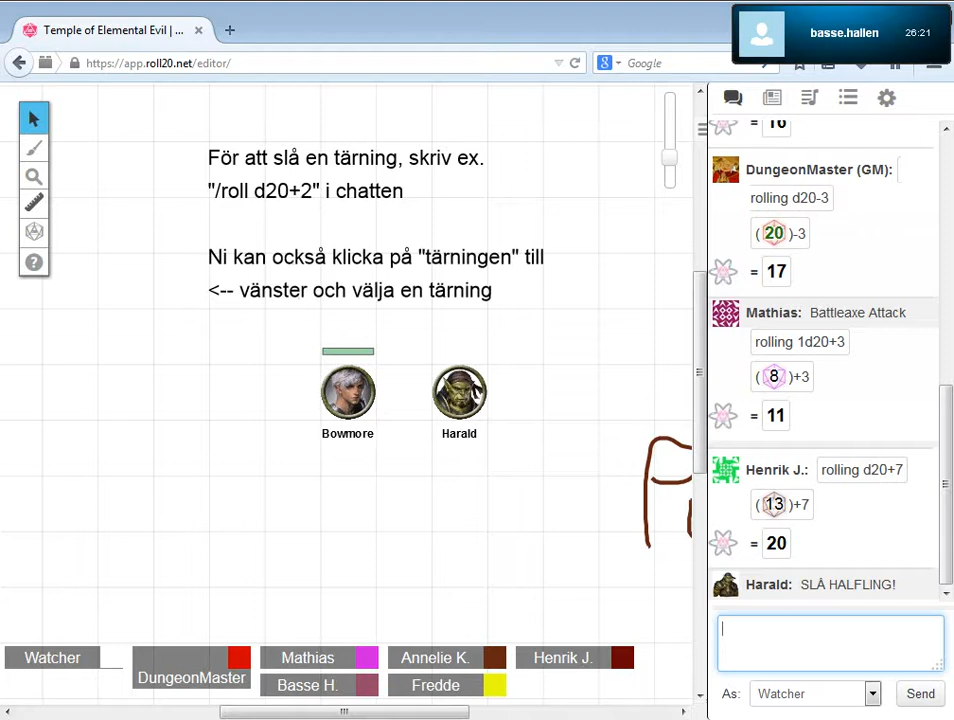 Temple of Elemental Evil | ...
basse.hallen
26:21
https://app.roll20.net/editor/
Google
För att slå en tärning, skriv ex.
"/roll d20+2" i chatten
Ni kan också klicka på "tärningen" till
<-- vänster och välja en tärning
Bowmore
Harald
Watcher
DungeonMaster
Mathias
Annelie K.
Henrik J.
Basse H.
Fredde
= 16
DungeonMaster (GM):
rolling d20-3
(20)-3
= 17
Mathias: Battleaxe Attack
rolling 1d20+3
(8)+3
= 11
Henrik J.: rolling d20+7
(13)+7
= 20
Harald: SLÅ HALFLING!
As: Watcher
Send